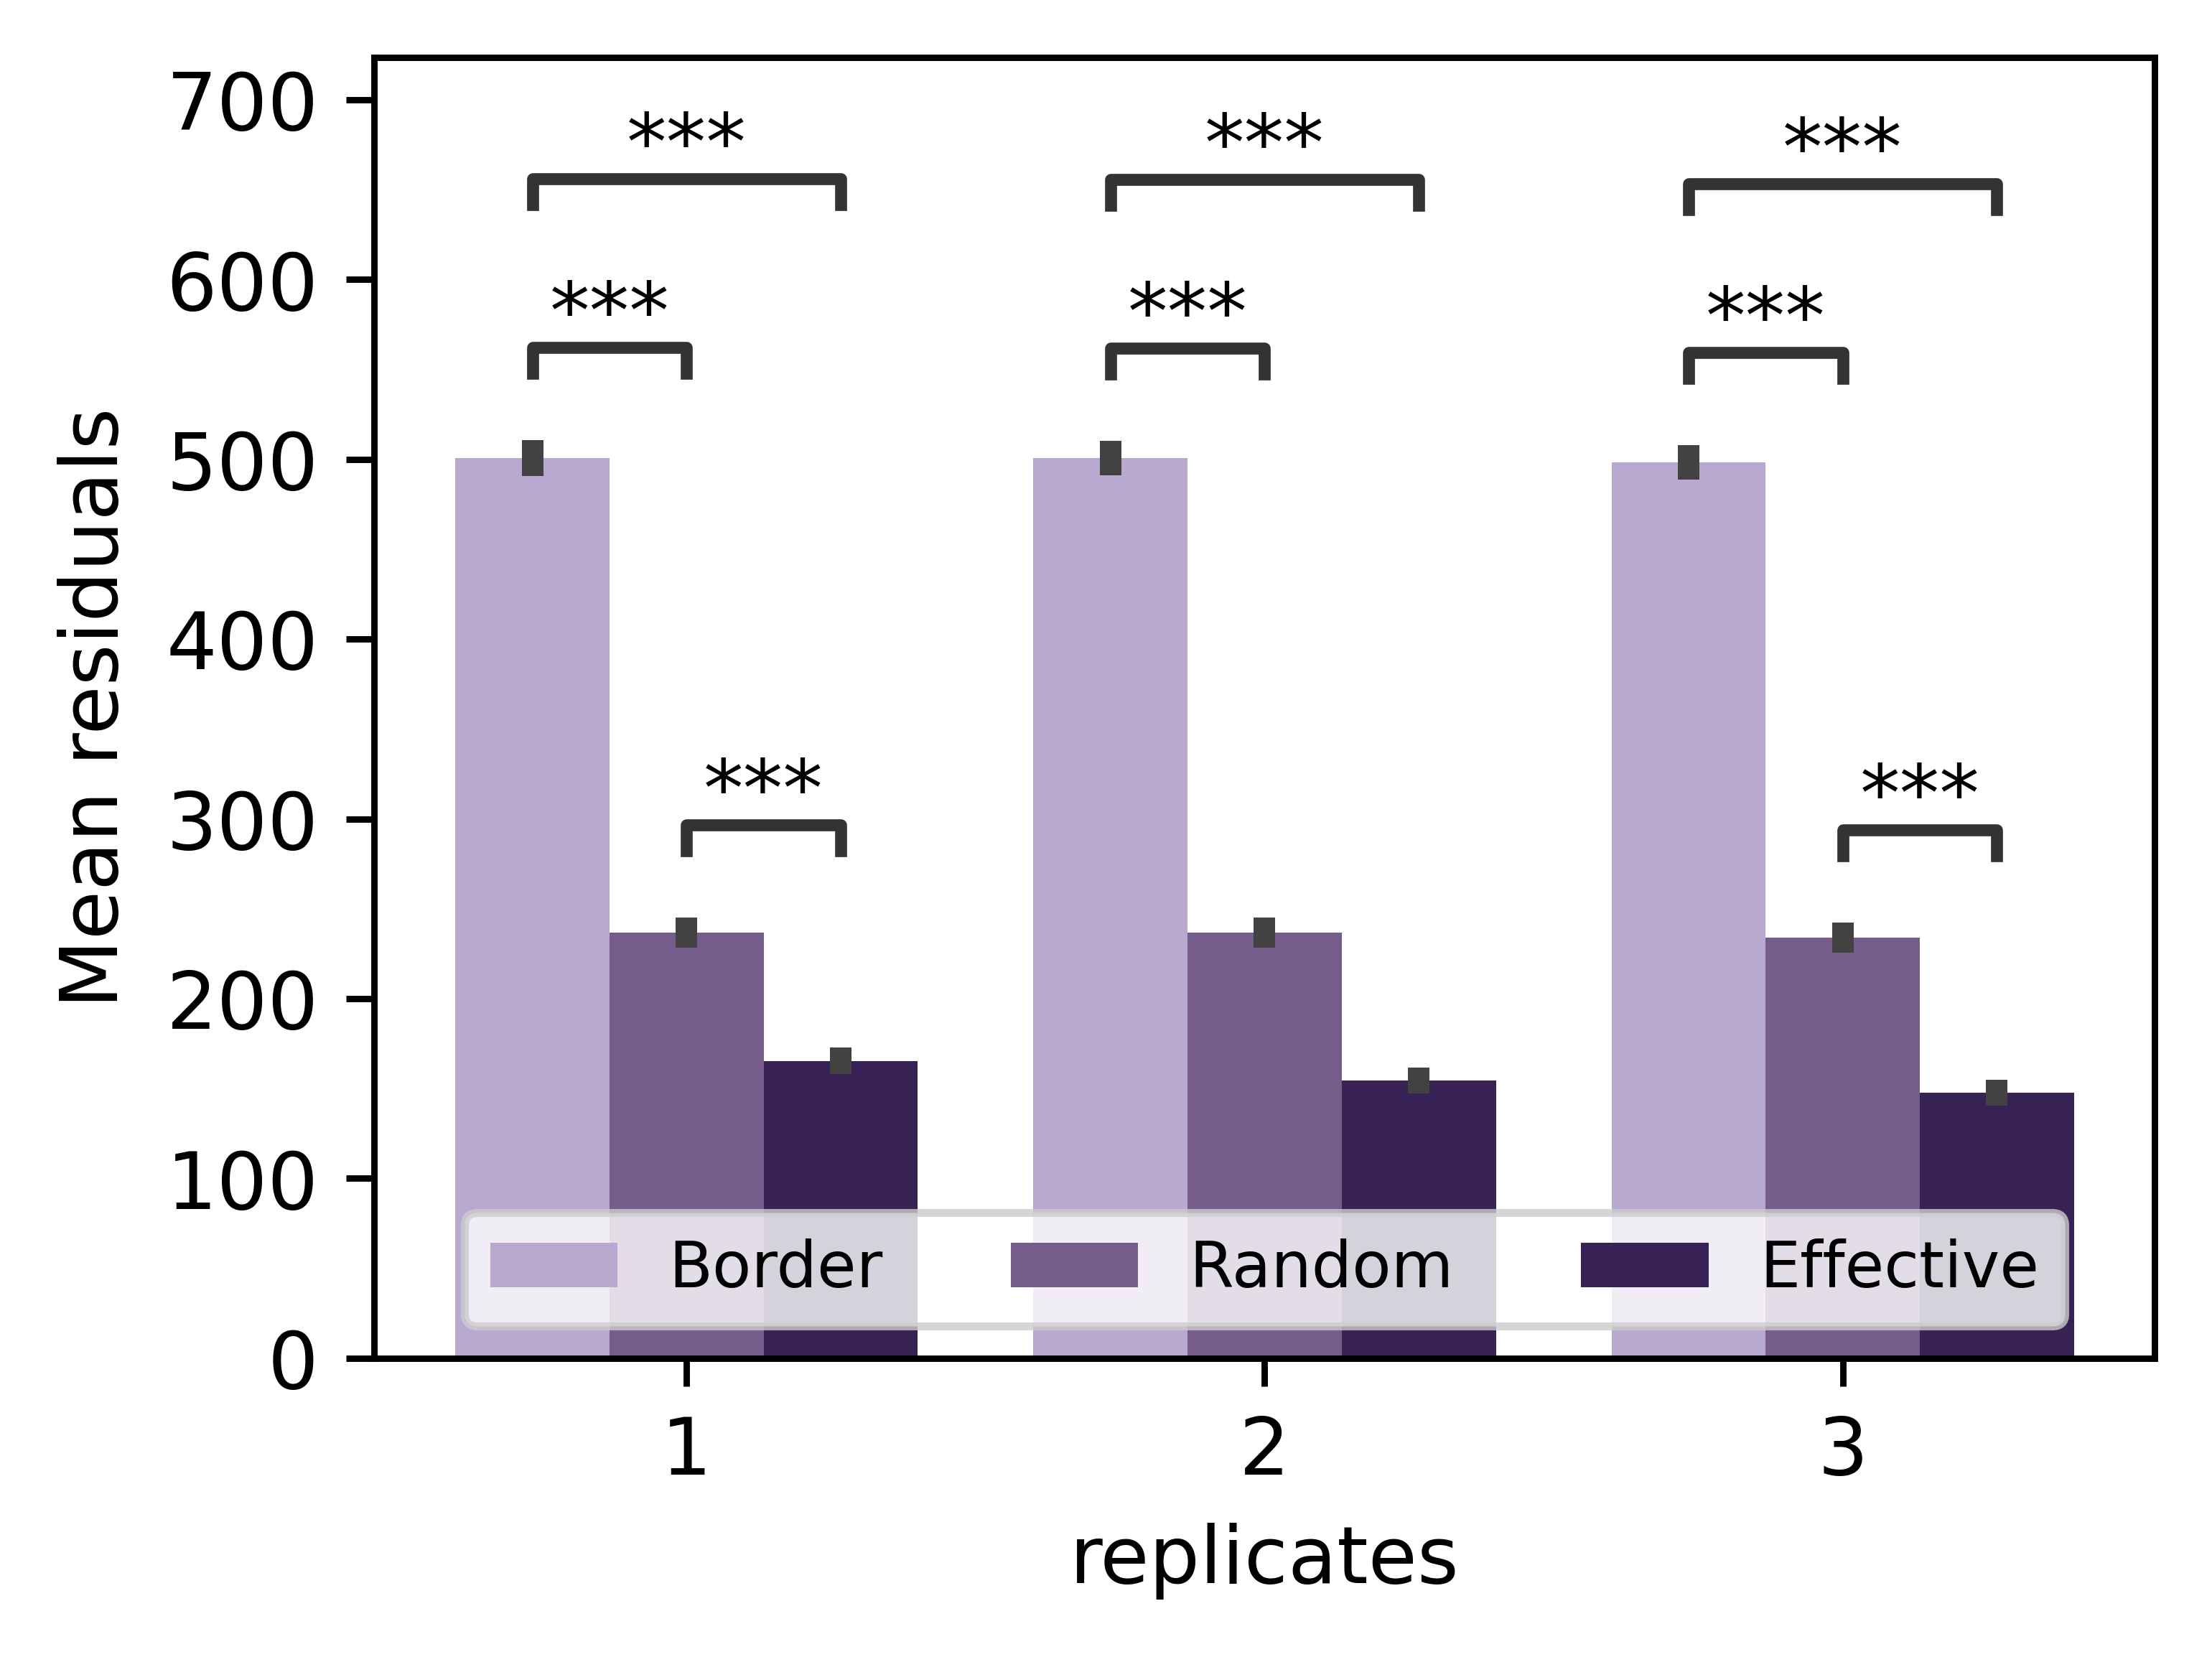 Mean residuals
700
600
500
400
300
200
100
0
*** *** ***
*** *** ***
*** ***
Border Random Effective
1 2 3
replicates